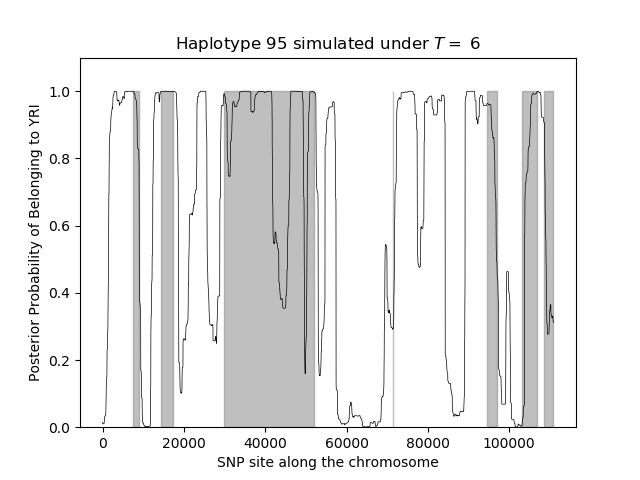 Haplotype 95 simulated under T = 6
Posterior Probability of Belonging to YRI
1.0
0.8
0.6
0.4
0.2
0.0
0 20000 40000 60000 80000 100000
SNP site along the chromosome